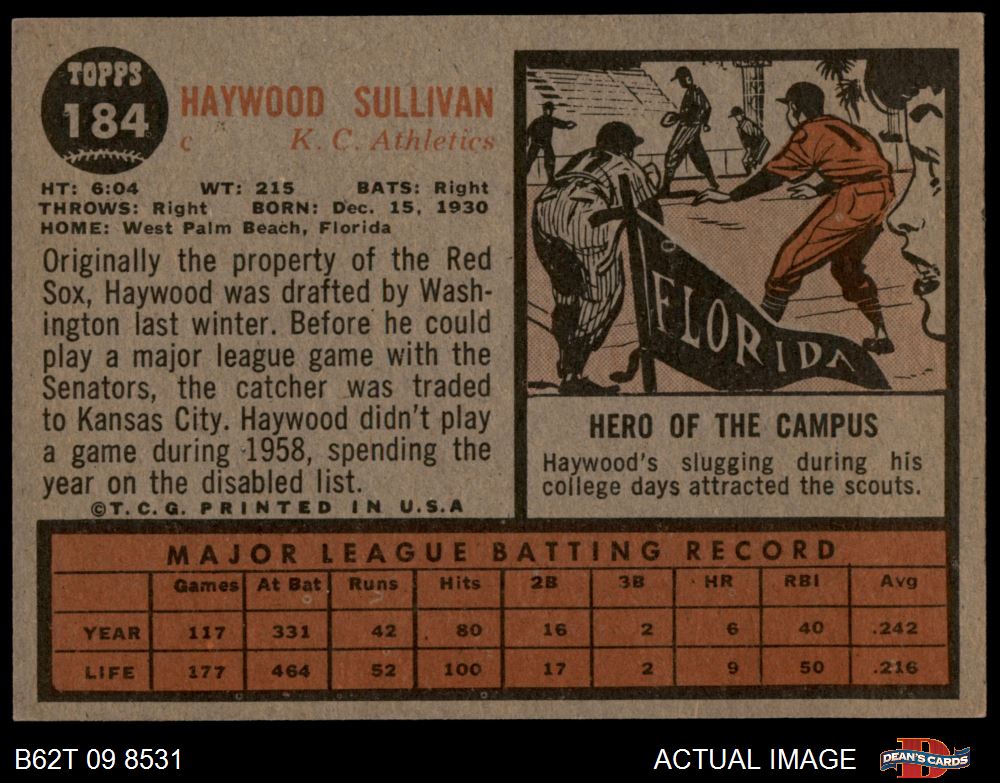 TOPPS
184
HAYWOOD SULLIVAN
C K. C. Athletics
HT: 6:04 WT: 215 BATS: Right
THROWS: Right BORN: Dec. 15, 1930
HOME: West Palm Beach, Florida
Originally the property of the Red
Sox, Haywood was drafted by Wash-
ington last winter. Before he could
play a major league game with the
Senators, the catcher was traded
to Kansas City. Haywood didn't play
a game during 1958, spending the
year on the disabled list.
©T.C.G. PRINTED IN U.S.A
FLORIDA
HERO OF THE CAMPUS
Haywood's slugging during his
college days attracted the scouts.
MAJOR LEAGUE BATTING RECORD
Games At Bat Runs Hits 2B 3B HR RBI Avg
YEAR 117 331 42 80 16 2 6 40 .242
LIFE 177 464 52 100 17 2 9 50 .216
B62T 09 8531 ACTUAL IMAGE DEAN'S CARDS